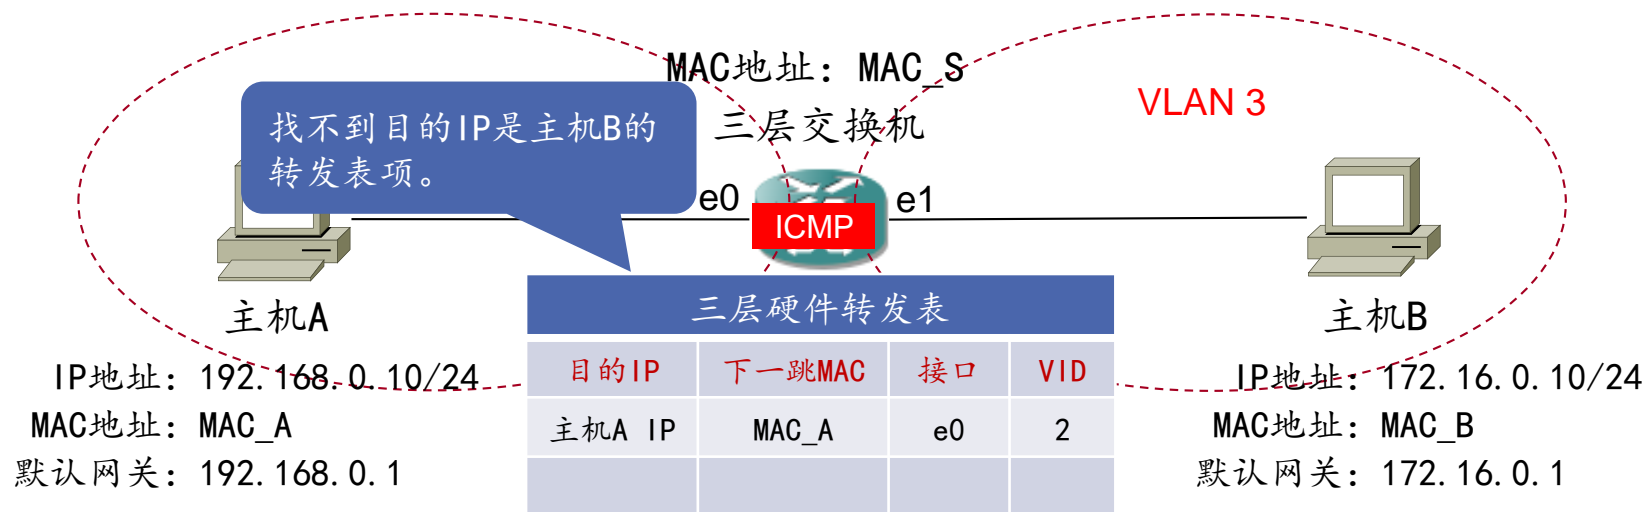 MAC地址：MAC_S
三层交换机
VLAN 3
找不到目的IP是主机B的
转发表项。
e0
e1
ICMP
主机A
主机B
IP地址：192.168.0.10/24
MAC地址：MAC_A
默认网关：192.168.0.1
三层硬件转发表
目的IP 下一跳MAC 接口 VID
主机A IP MAC_A e0 2
IP地址：172.16.0.10/24
MAC地址：MAC_B
默认网关：172.16.0.1